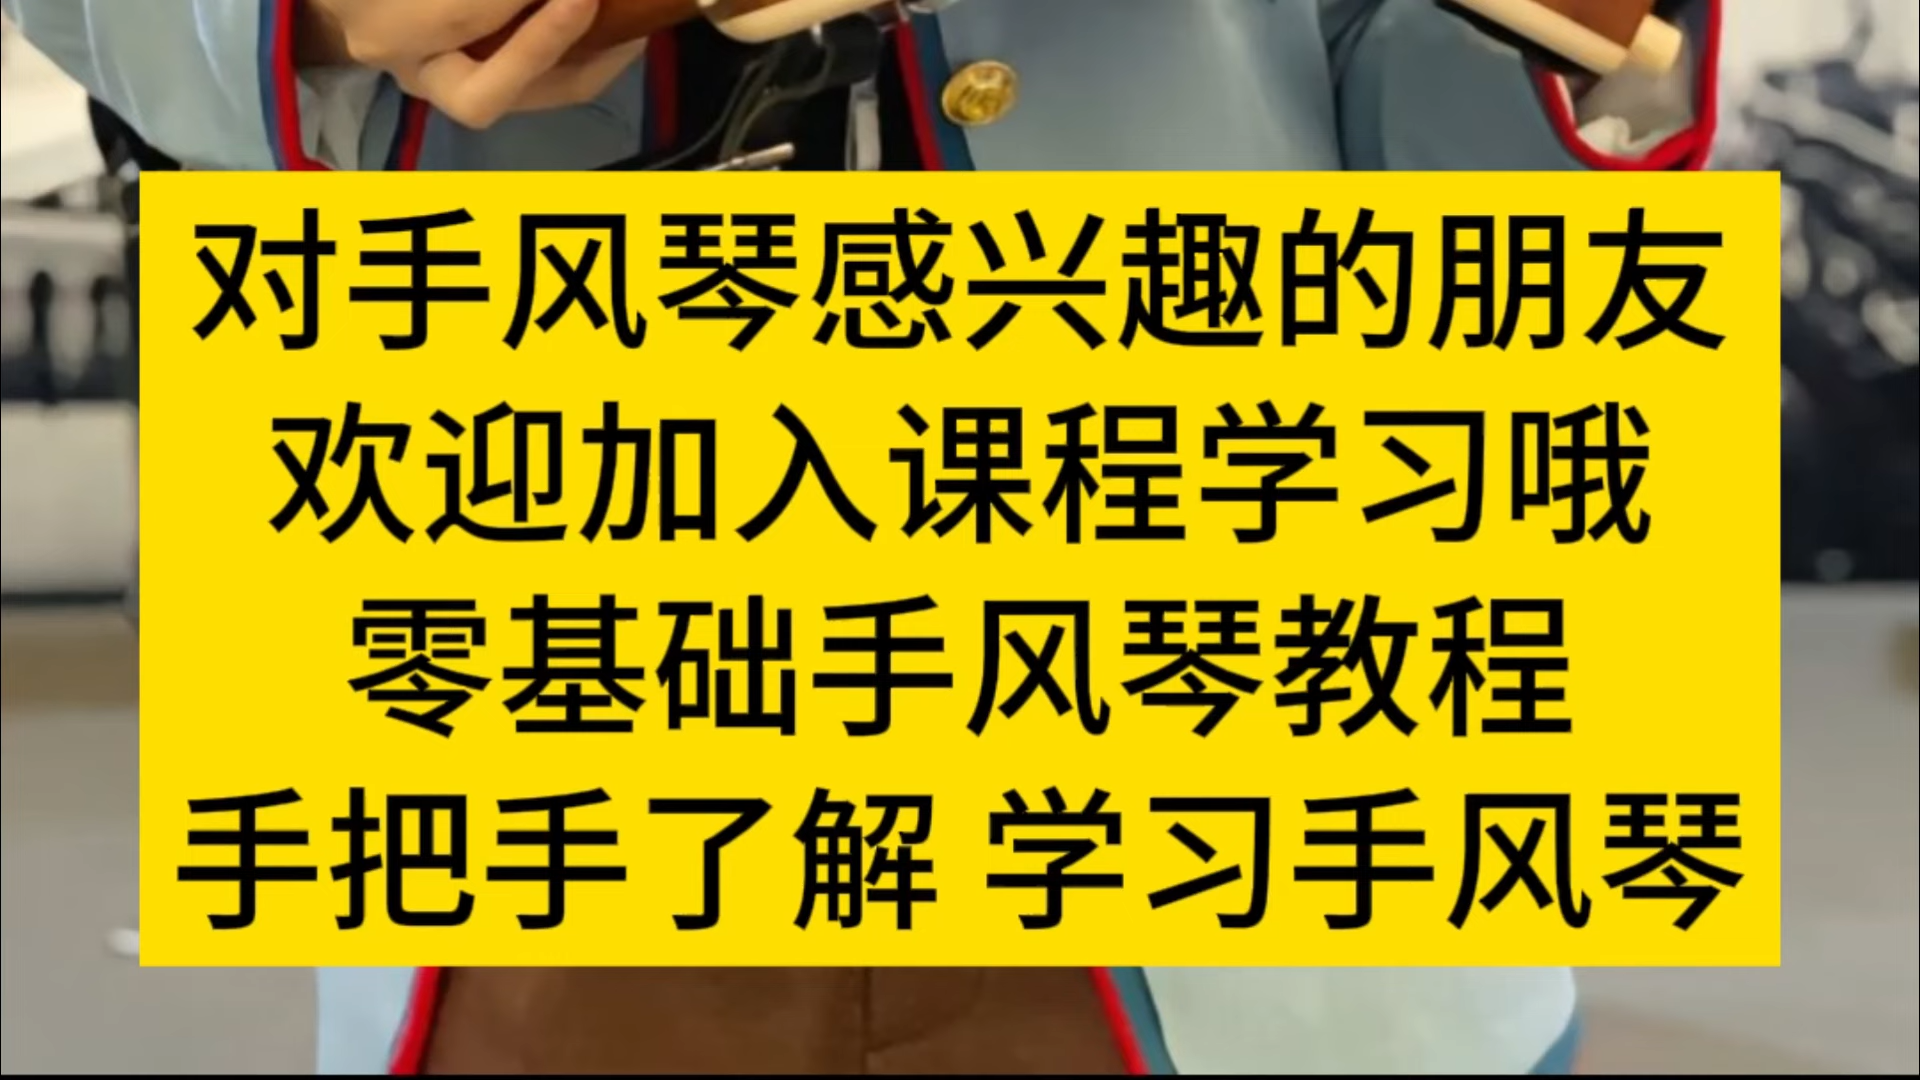 对手风琴感兴趣的朋友
欢迎加入课程学习哦
零基础手风琴教程
手把手了解 学习手风琴